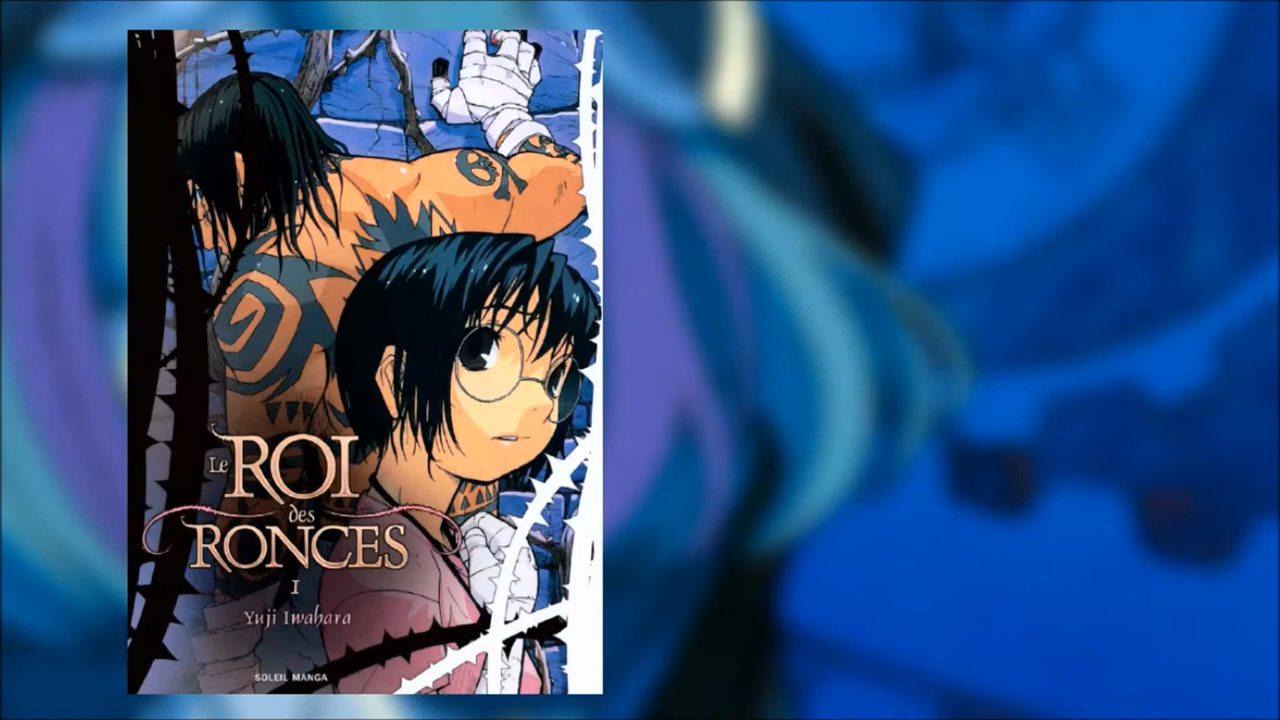 Le ROI
des
RONCES
I
Yuji Iwahara
SOLEIL MANGA